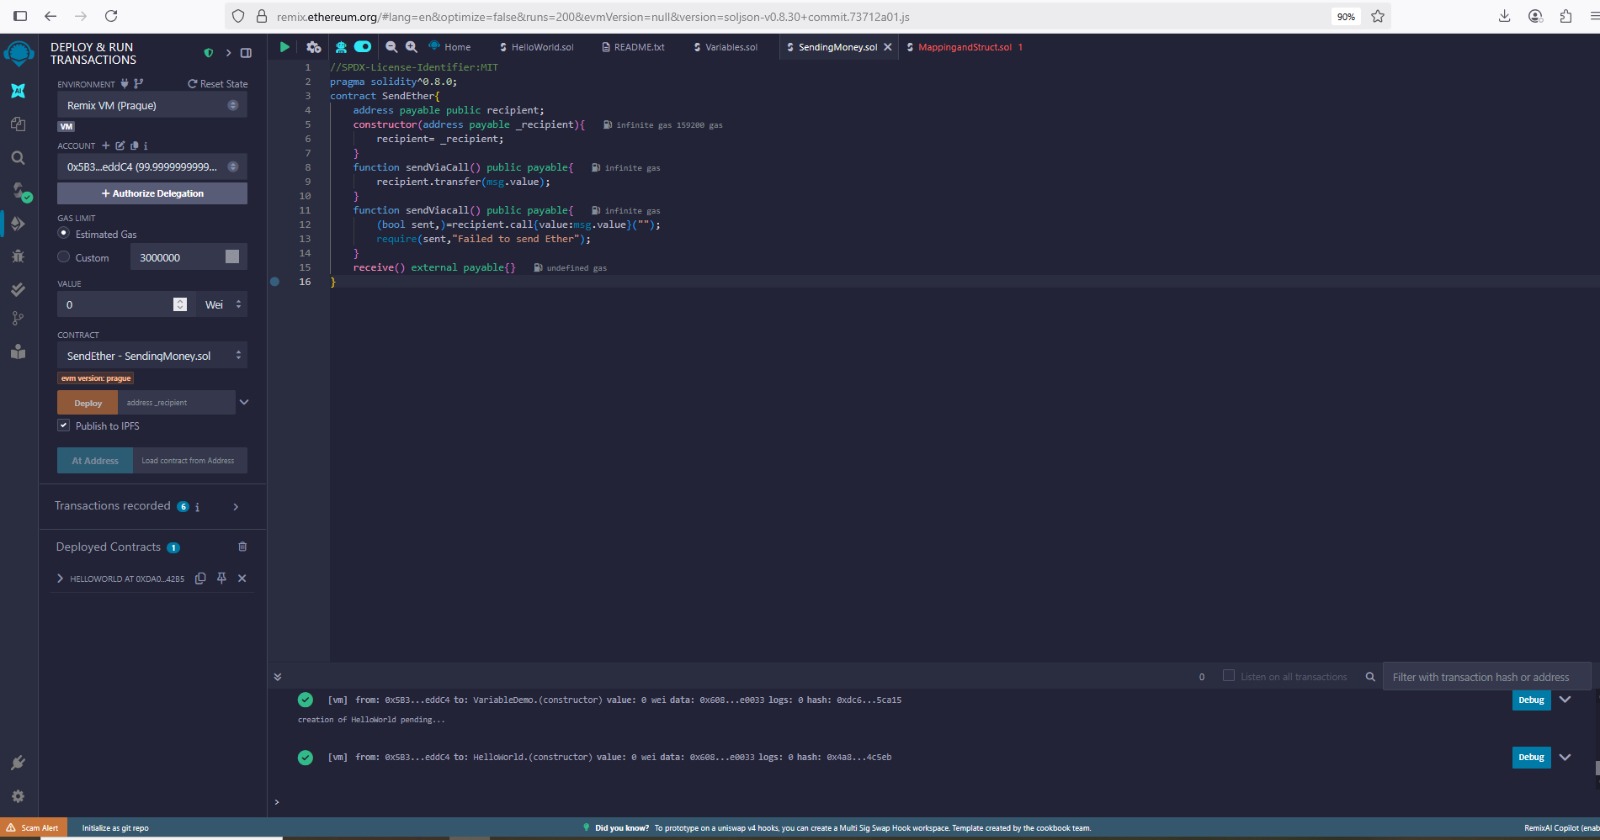 remix.ethereum.org/#lang=en&optimize=false&runs=200&evmVersion=null&version=soljson-v0.8.30+commit.73712a01.js
90%
DEPLOY & RUN
TRANSACTIONS
ENVIRONMENT
Reset State
Remix VM (Prague)
VM
ACCOUNT
0x5B3...eddC4 (99.9999999999...
+ Authorize Delegation
GAS LIMIT
Estimated Gas
Custom
3000000
VALUE
0
Wei
CONTRACT
SendEther - SendingMoney.sol
evm version: prague
Deploy
address _recipient
Publish to IPFS
At Address
Load contract from Address
Transactions recorded 6 i
Deployed Contracts 1
HELLOWORLD AT 0XDA0...42B5
Home
HelloWorld.sol
README.txt
Variables.sol
SendingMoney.sol
MappingandStruct.sol 1
1 //SPDX-License-Identifier:MIT
2 pragma solidity^0.8.0;
3 contract SendEther{
4 address payable public recipient;
5 constructor(address payable _recipient){ infinite gas 159200 gas
6 recipient= _recipient;
7 }
8 function sendViaCall() public payable{ infinite gas
9 recipient.transfer(msg.value);
10 }
11 function sendViacall() public payable{ infinite gas
12 (bool sent,)=recipient.call{value:msg.value}("");
13 require(sent,"Failed to send Ether");
14 }
15 receive() external payable{} undefined gas
16 }
0
Listen on all transactions
Filter with transaction hash or address
[vm] from: 0x5B3...eddC4 to: VariableDemo.(constructor) value: 0 wei data: 0x608...e0033 logs: 0 hash: 0xdc6...5ca15
Debug
creation of HelloWorld pending...
[vm] from: 0x5B3...eddC4 to: HelloWorld.(constructor) value: 0 wei data: 0x608...e0033 logs: 0 hash: 0x4a8...4c5eb
Debug
>
Scam Alert
Initialize as git repo
Did you know? To prototype on a uniswap v4 hooks, you can create a Multi Sig Swap Hook workspace. Template created by the cookbook team.
RemixAI Copilot (enab